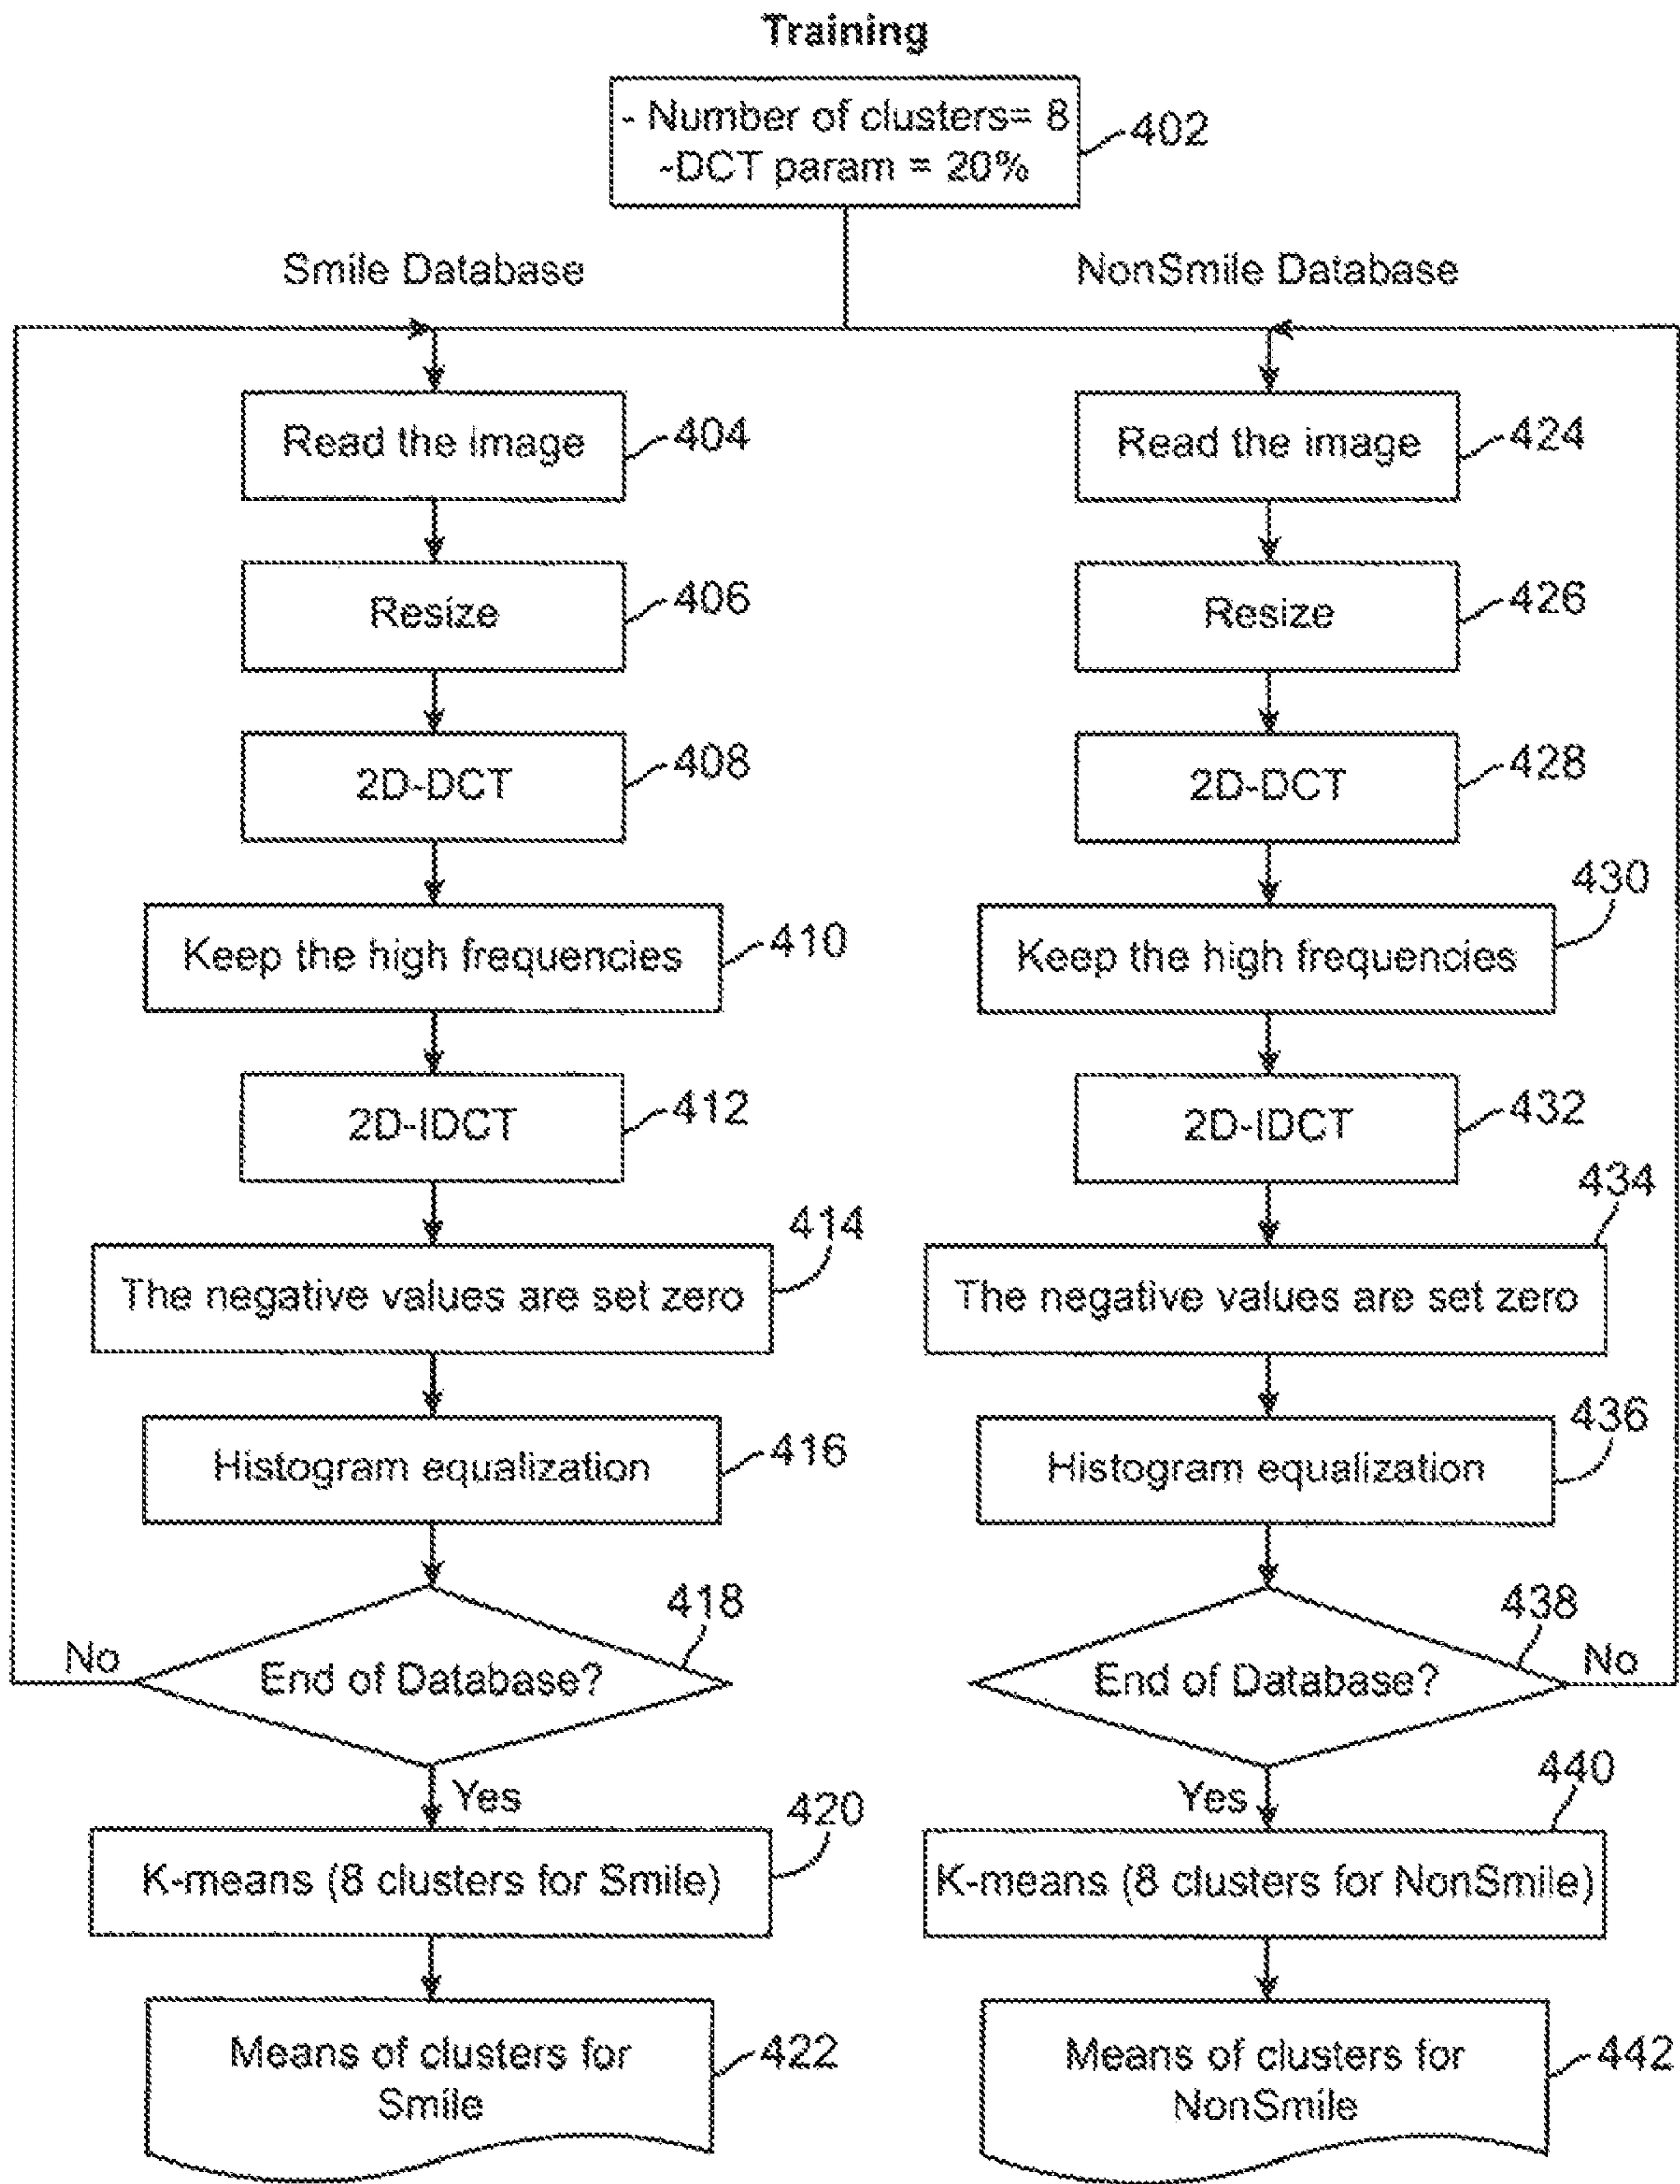 Training
- Number of clusters= 8
-DCT param = 20%
402
Smile Database
NonSmile Database
Read the image
404
Read the image
424
Resize
406
Resize
426
2D-DCT
408
2D-DCT
428
Keep the high frequencies
410
Keep the high frequencies
430
2D-IDCT
412
2D-IDCT
432
The negative values are set zero
414
The negative values are set zero
434
Histogram equalization
416
Histogram equalization
436
No
End of Database?
418
End of Database?
438
No
Yes
Yes
K-means (8 clusters for Smile)
420
K-means (8 clusters for NonSmile)
440
Means of clusters for
Smile
422
Means of clusters for
NonSmile
442